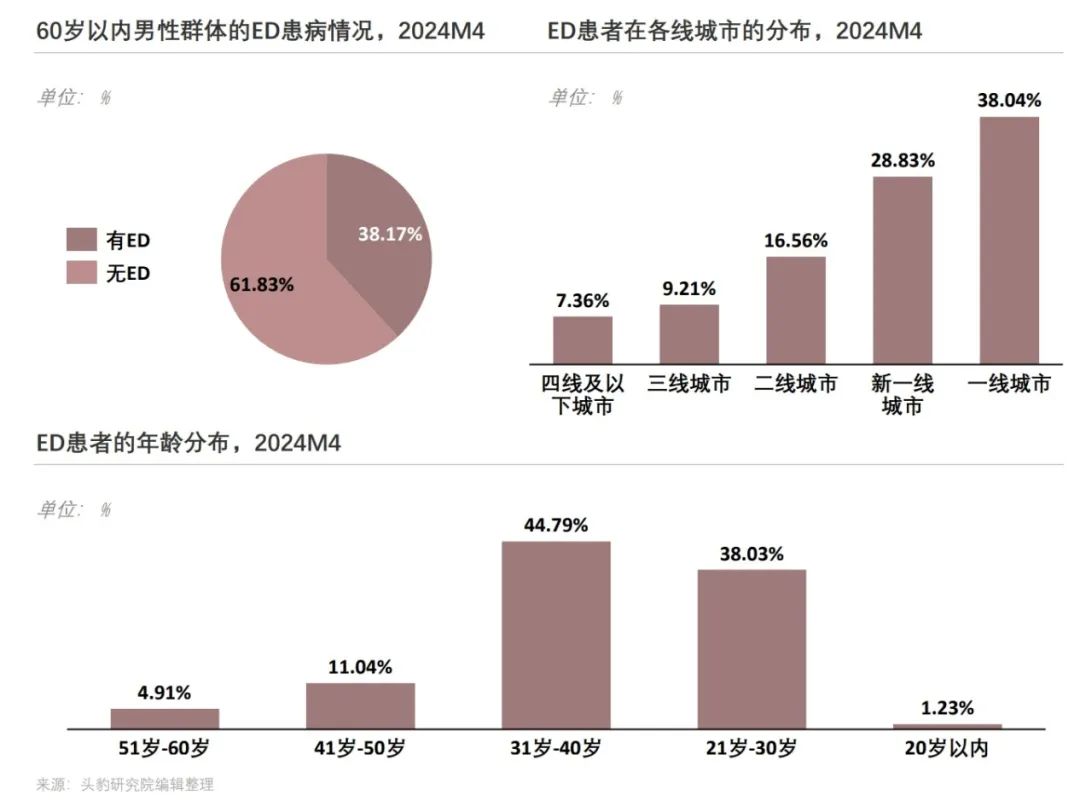 60岁以内男性群体的ED患病情况，2024M4
单位： %
有ED
无ED
38.17%
61.83%
ED患者在各线城市的分布，2024M4
单位： %
7.36%
9.21%
16.56%
28.83%
38.04%
四线及以
下城市
三线城市
二线城市
新一线
城市
一线城市
ED患者的年龄分布，2024M4
单位： %
4.91%
11.04%
44.79%
38.03%
1.23%
51岁-60岁
41岁-50岁
31岁-40岁
21岁-30岁
20岁以内
来源：头豹研究院编辑整理